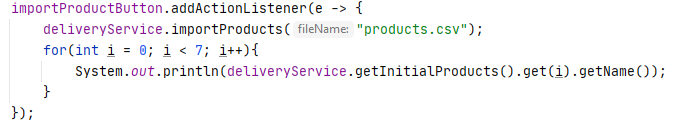 importProductButton.addActionListener(e -> {
    deliveryService.importProducts( fileName: "products.csv");
    for(int i = 0; i < 7; i++){
        System.out.println(deliveryService.getInitialProducts().get(i).getName());
    }
});